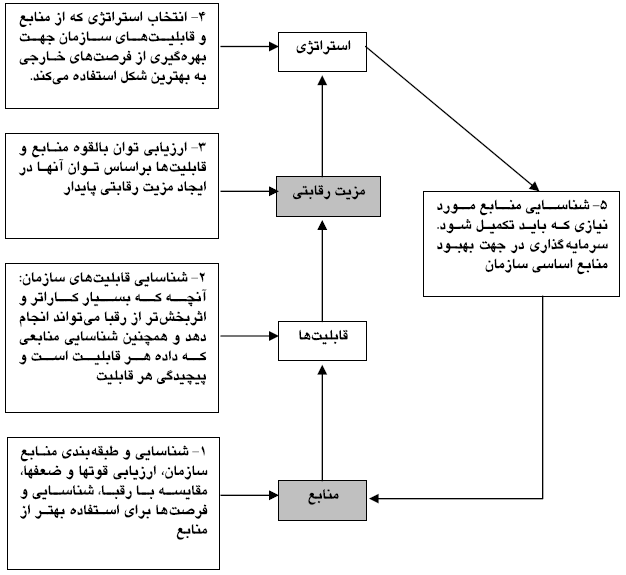 ۴- انتخاب استراتژی که از منابع
و قابلیت‌های سازمان جهت
بهره‌گیری از فرصت‌های خارجی
به بهترین شکل استفاده می‌کند.
استراتژی
۳- ارزیابی توان بالقوه منابع و
قابلیت‌ها براساس توان آنها در
ایجاد مزیت رقابتی پایدار
مزیت رقابتی
۵- شناسایی منابع مورد
نیازی که باید تکمیل شود.
سرمایه‌گذاری در جهت بهبود
منابع اساسی سازمان
۲- شناسایی قابلیت‌های سازمان:
آنچه که بسیار کاراتر و
اثربخش‌تر از رقبا می‌تواند انجام
دهد و همچنین شناسایی منابعی
که داده هر قابلیت است و
پیچیدگی هر قابلیت
قابلیت‌ها
۱- شناسایی و طبقه‌بندی منابع
سازمان، ارزیابی قوتها و ضعفها،
مقایسه با رقبا، شناسایی و
فرصت‌ها برای استفاده بهتر از
منابع
منابع